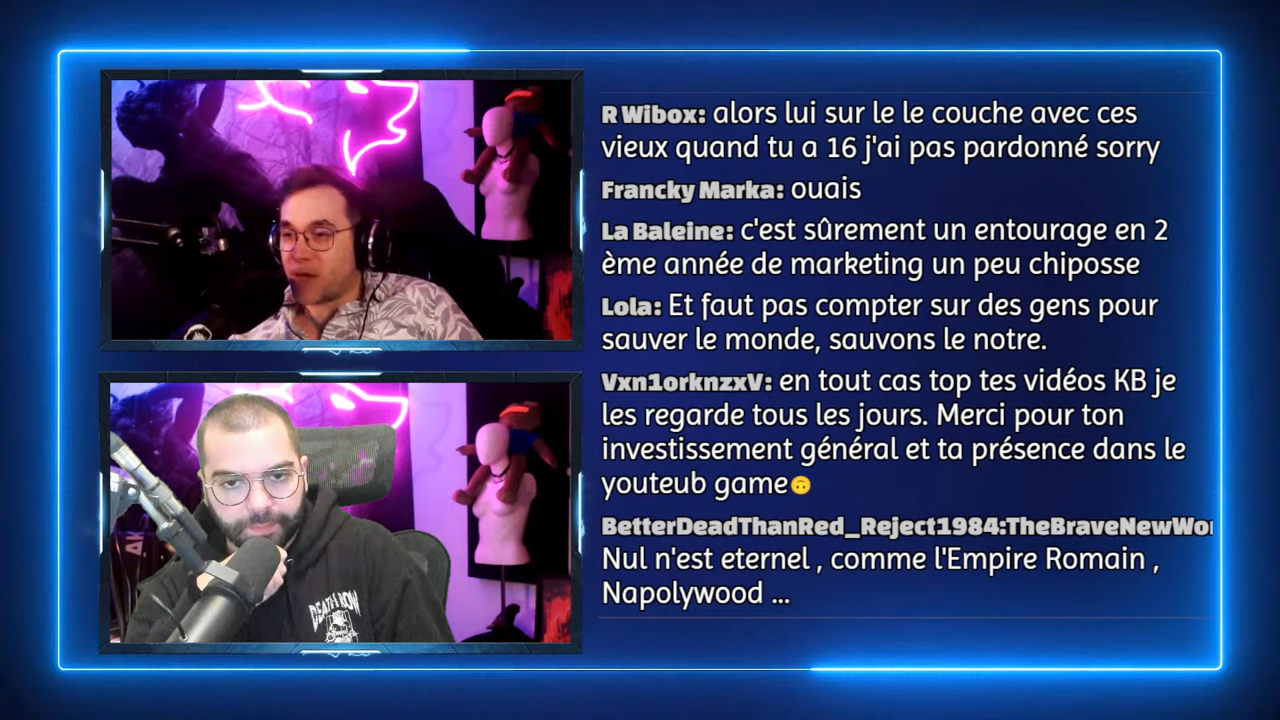 R Wibox: alors lui sur le le couche avec ces
vieux quand tu a 16 j'ai pas pardonné sorry
Francky Marka: ouais
La Baleine: c'est sûrement un entourage en 2
ème année de marketing un peu chiposse
Lola: Et faut pas compter sur des gens pour
sauver le monde, sauvons le notre.
Vxn1orknzxV: en tout cas top tes vidéos KB je
les regarde tous les jours. Merci pour ton
investissement général et ta présence dans le
youteub game🙃
BetterDeadThanRed_Reject1984:TheBraveNewWo
Nul n'est eternel , comme l'Empire Romain ,
Napolywood ...
DEATH ROW